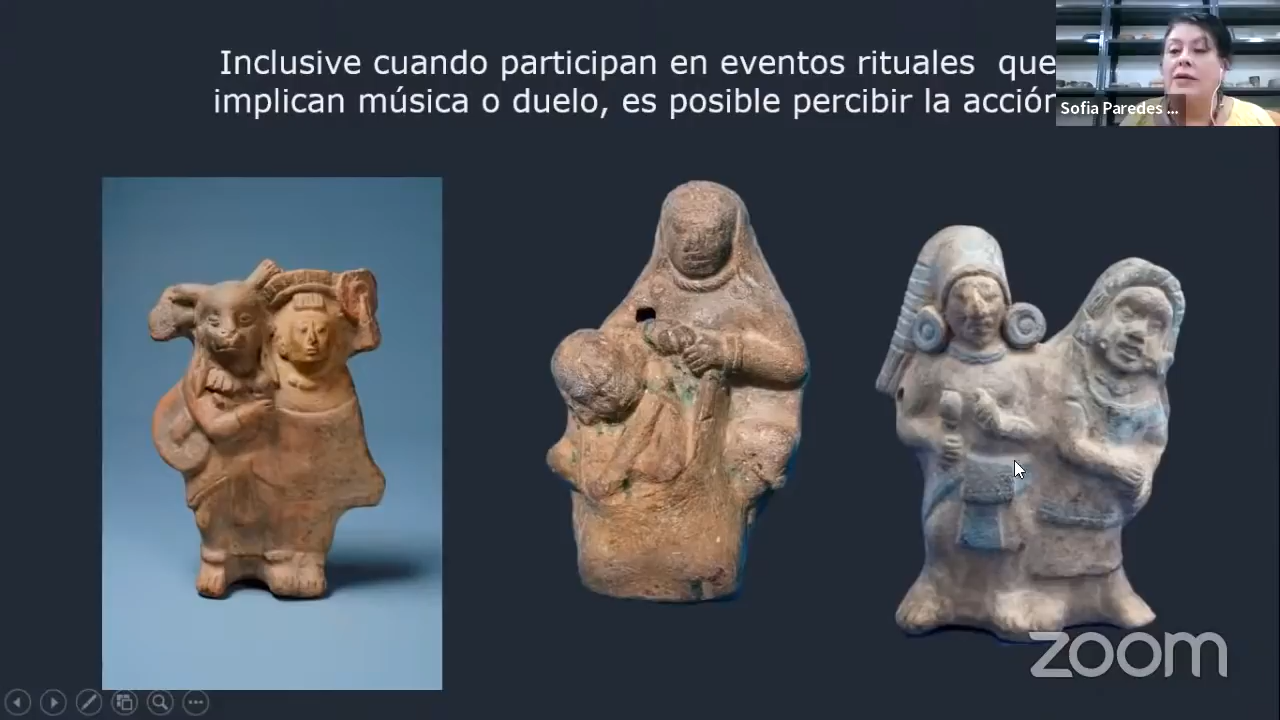 Inclusive cuando participan en eventos rituales que
implican música o duelo, es posible percibir la acción
Sofia Paredes ...
zoom